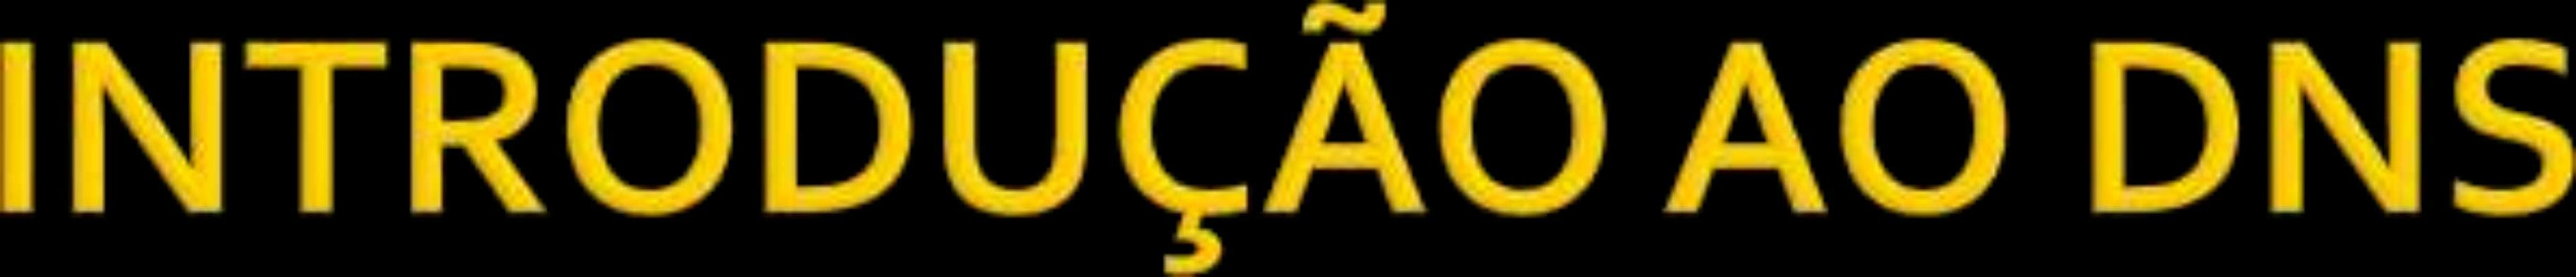 INTRODUÇÃO AO DNS